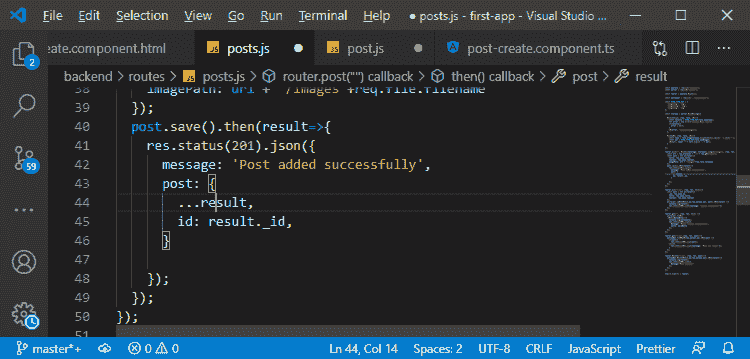 File Edit Selection View Go Run Terminal Help ● posts.js - first-app - Visual Studio ...
eate.component.html JS posts.js ● JS post.js ● post-create.component.ts
backend > routes > JS posts.js > router.post("") callback > then() callback > post > result
38 imagePath: url + "/images" +req.file.filename
39 });
40 post.save().then(result=>{
41 res.status(201).json({
42 message: 'Post added successfully',
43 post: {
44 ...result,
45 id: result._id,
46 }
47
48 });
49 });
50 });
51
2
59
master*+ 0 0 Ln 44, Col 14 Spaces: 2 UTF-8 CRLF JavaScript Prettier